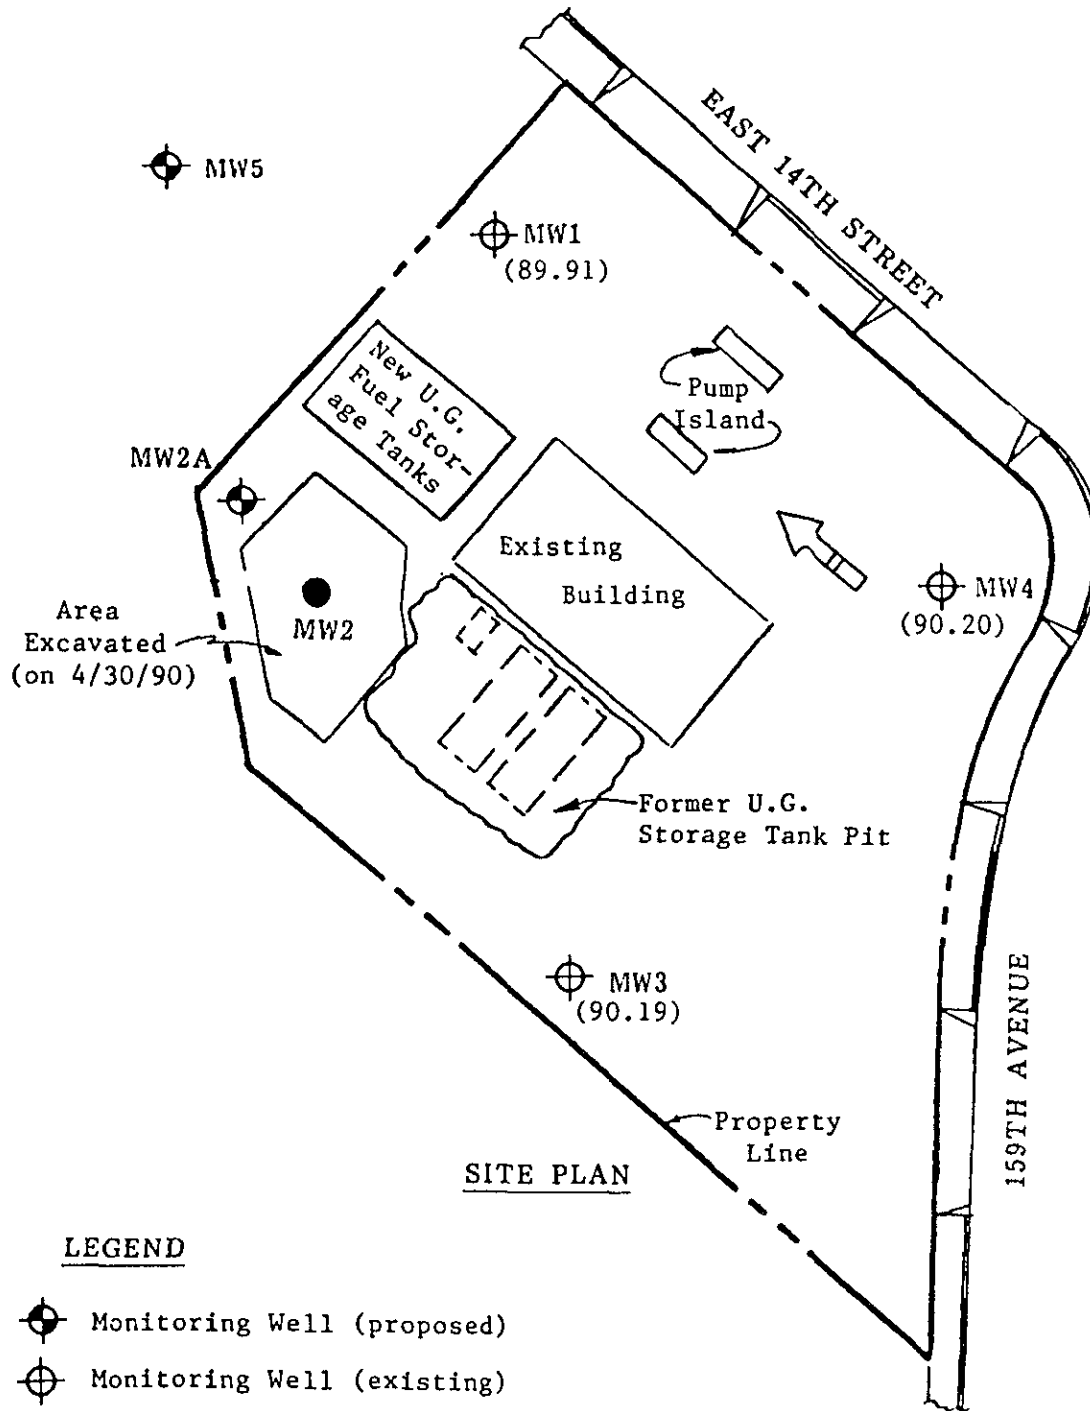 EAST 14TH STREET
MW5
MW1
(89.91)
New U.G.
Fuel Stor-
age Tanks
Pump
Island
MW2A
Existing
Building
MW4
(90.20)
Area
Excavated
(on 4/30/90)
MW2
Former U.G.
Storage Tank Pit
MW3
(90.19)
159TH AVENUE
Property
Line
SITE PLAN
LEGEND
Monitoring Well (proposed)
Monitoring Well (existing)